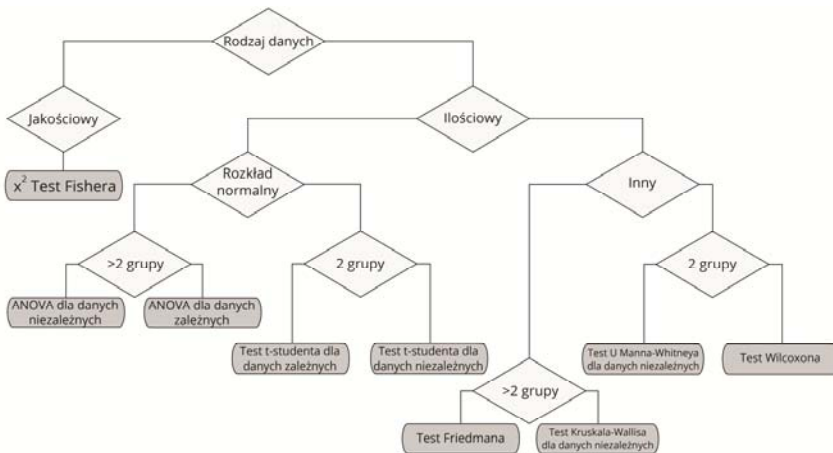 Rodzaj danych
Jakościowy
Ilościowy
x² Test Fishera
Rozkład
normalny
Inny
>2 grupy
2 grupy
2 grupy
ANOVA dla danych
niezależnych
ANOVA dla danych
zależnych
Test t-studenta dla
danych zależnych
Test t-studenta dla
danych niezależnych
Test U Manna-Whitneya
dla danych niezależnych
Test Wilcoxona
>2 grupy
Test Friedmana
Test Kruskala-Wallisa
dla danych niezależnych